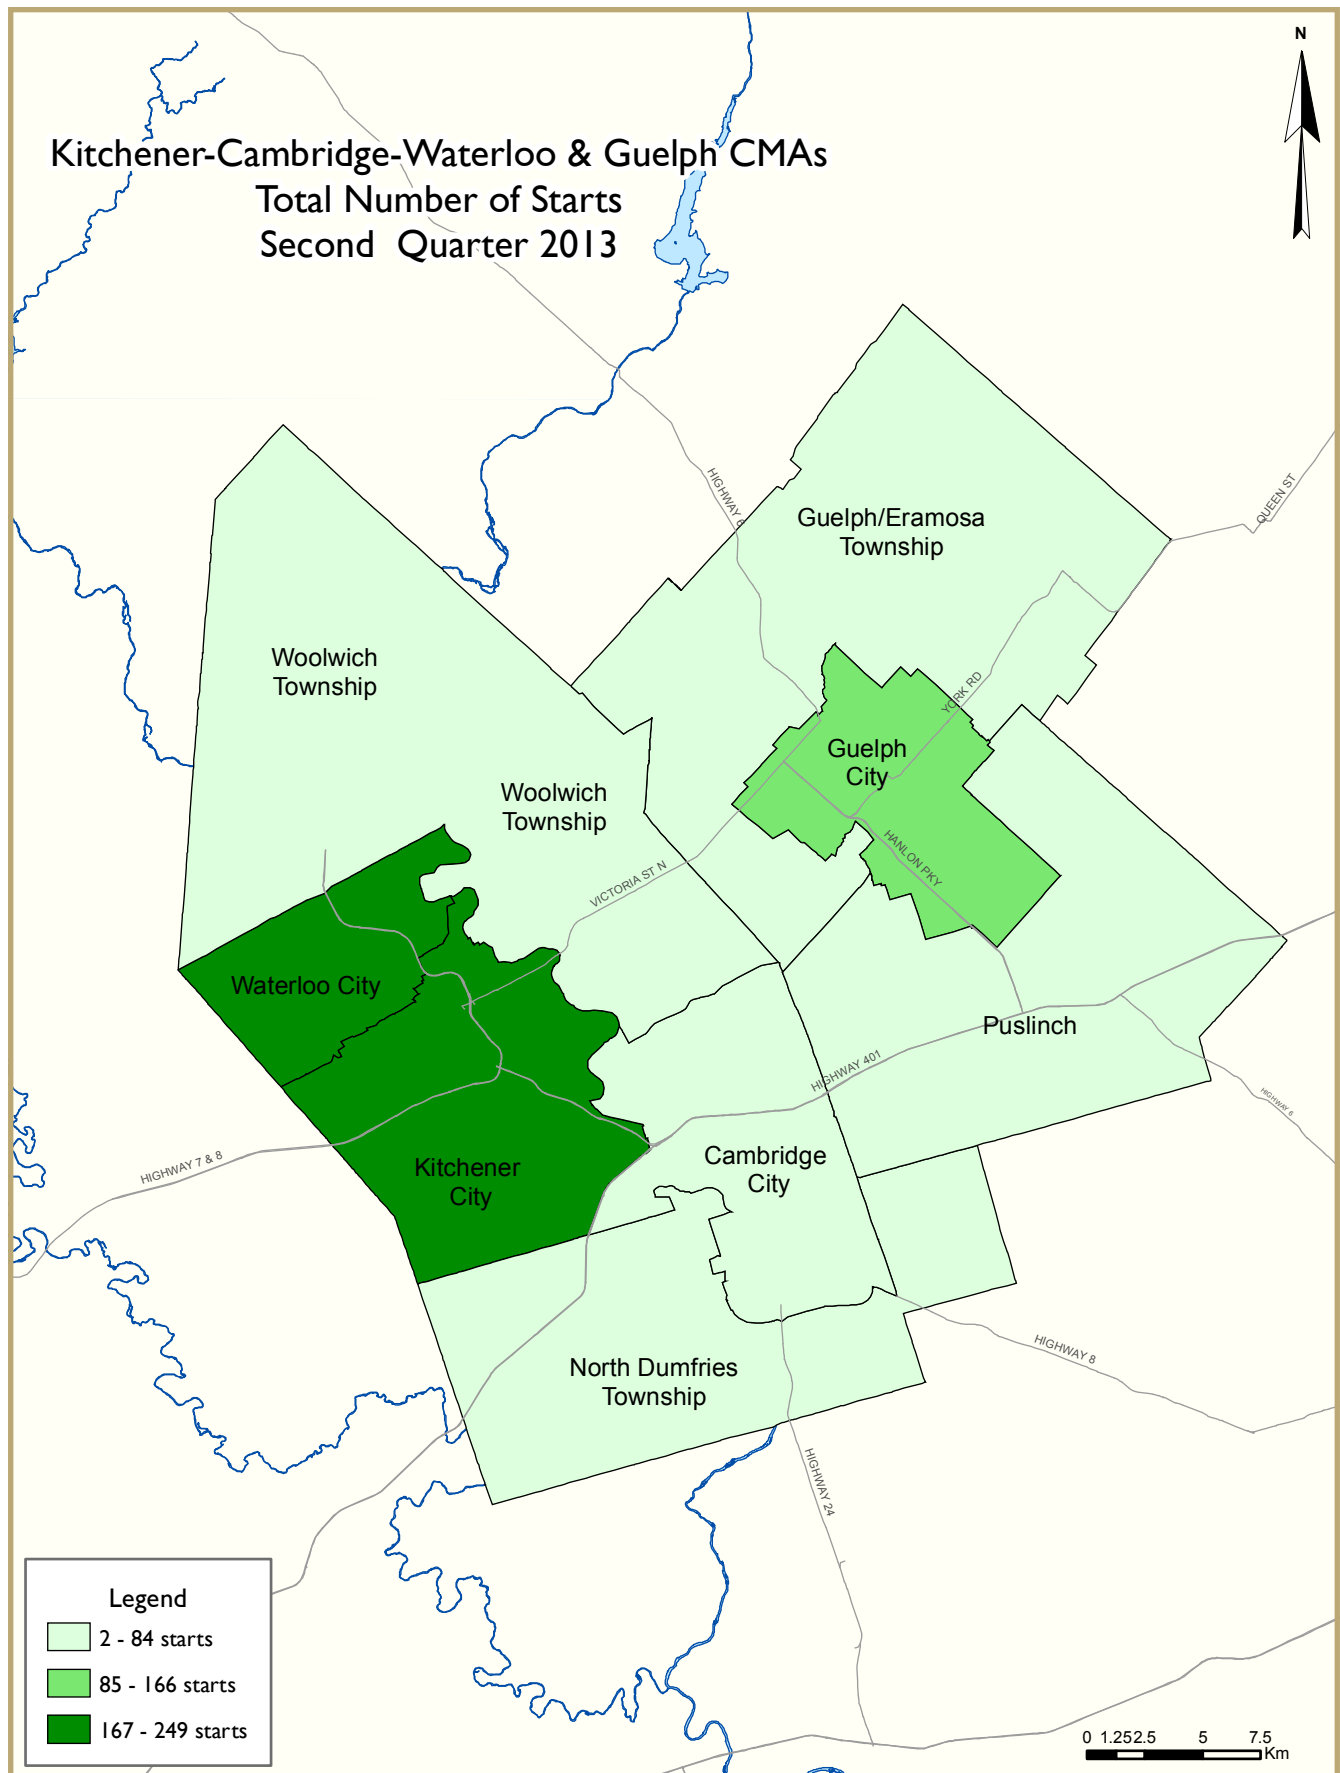 N
Kitchener-Cambridge-Waterloo & Guelph CMAs
Total Number of Starts
Second  Quarter 2013
HIGHWAY 6
QUEEN ST
Guelph/Eramosa
Township
Woolwich
Township
YORK RD
Guelph
City
Woolwich
Township
HANLON PKY
VICTORIA ST N
Waterloo City
Puslinch
HIGHWAY 401
HIGHWAY 6
HIGHWAY 7 & 8
Kitchener
City
Cambridge
City
HIGHWAY 8
North Dumfries
Township
HIGHWAY 24
Legend
2 - 84 starts
85 - 166 starts
167 - 249 starts
0 1.25 2.5 5 7.5
Km